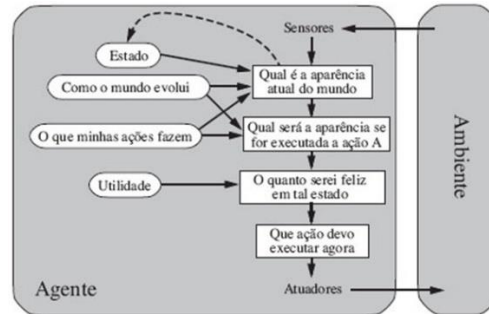 Sensores
Estado
Qual é a aparência
atual do mundo
Como o mundo evolui
Qual será a aparência se
for executada a ação A
O que minhas ações fazem
O quanto serei feliz
em tal estado
Utilidade
Que ação devo
executar agora
Agente
Atuadores
Ambiente